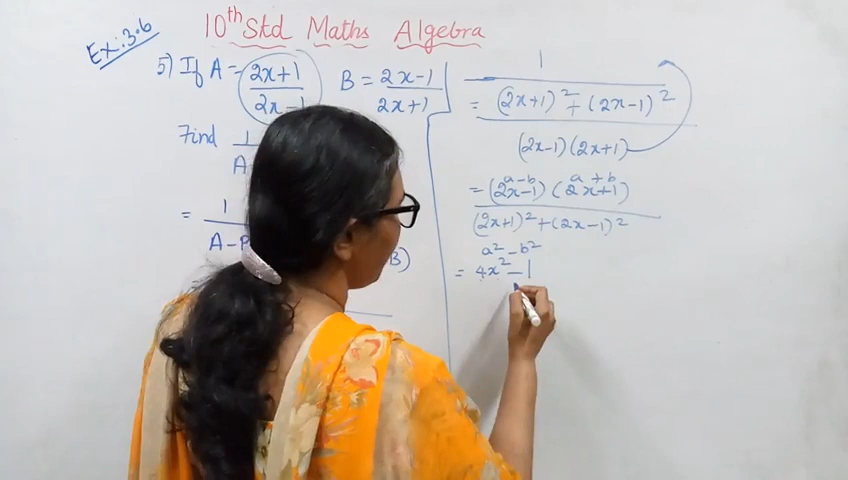 10th Std Maths Algebra
Ex:3.6
5) If A = 2x+1 / 2x-1 B = 2x-1 / 2x+1
Find 1 / A-
= 1 / A-B B)
1
= (2x+1)² + (2x-1)²
(2x-1)(2x+1)
a-b a+b
= (2x-1)(2x+1)
(2x+1)² + (2x-1)²
a² - b²
= 4x² - 1